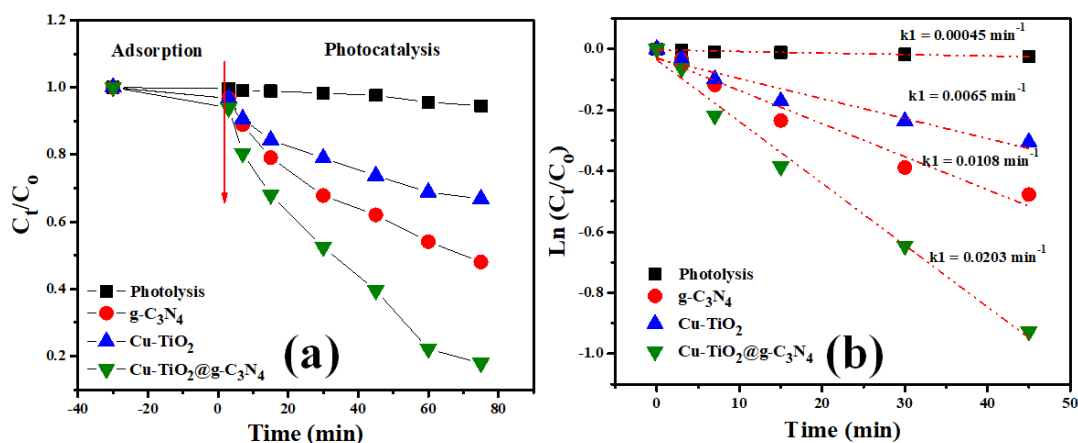 1.2
1.0
0.8
0.6
0.4
0.2
Ct/Co
Adsorption
Photocatalysis
Photolysis
g-C3N4
Cu-TiO2
Cu-TiO2@g-C3N4
(a)
-40 -20 0 20 40 60 80
Time (min)
0.0
-0.2
-0.4
-0.6
-0.8
-1.0
Ln (Ct/Co)
k1 = 0.00045 min-1
k1 = 0.0065 min-1
k1 = 0.0108 min-1
k1 = 0.0203 min-1
Photolysis
g-C3N4
Cu-TiO2
Cu-TiO2@g-C3N4
(b)
0 10 20 30 40 50
Time (min)